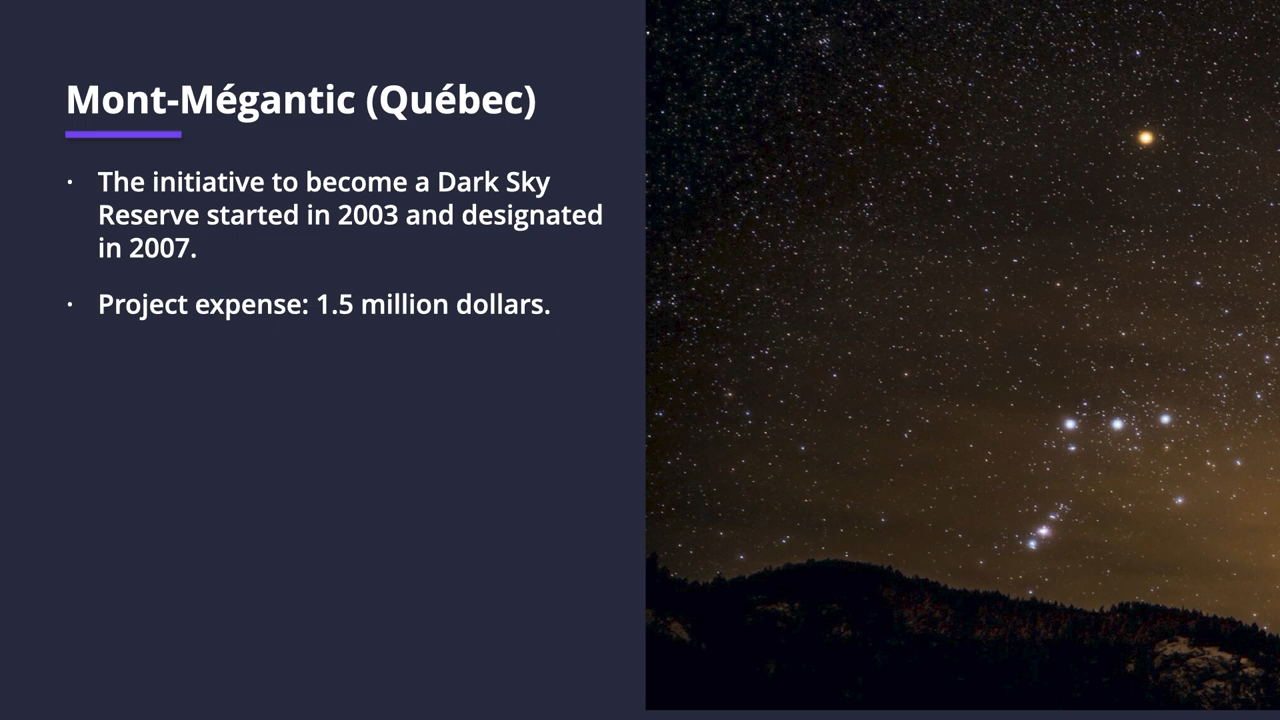 Mont-Mégantic (Québec)
· The initiative to become a Dark Sky
Reserve started in 2003 and designated
in 2007.
· Project expense: 1.5 million dollars.